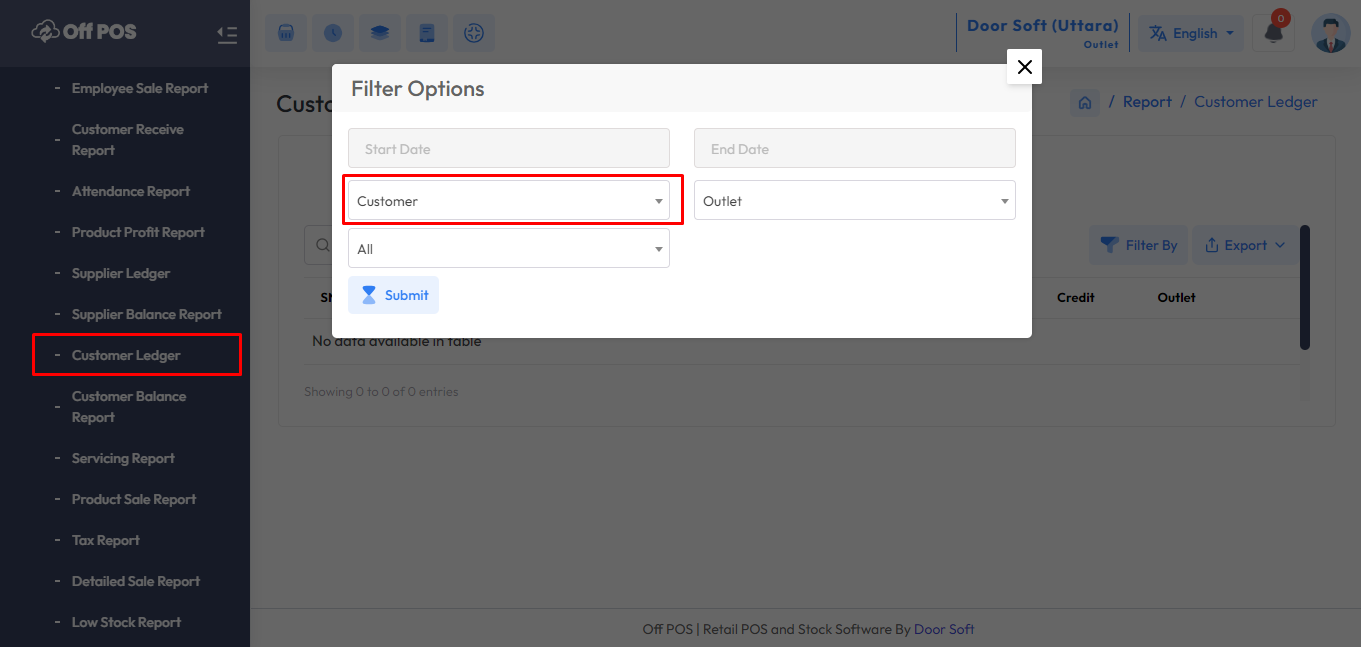 Off POS
Door Soft (Uttara)
Outlet
English
0
Employee Sale Report
Customer Receive
Report
Attendance Report
Product Profit Report
Supplier Ledger
Supplier Balance Report
Customer Ledger
Customer Balance
Report
Servicing Report
Product Sale Report
Tax Report
Detailed Sale Report
Low Stock Report
Custo
/ Report / Customer Ledger
Filter Options
Start Date
End Date
Customer
Outlet
All
Submit
Filter By
Export
Credit
Outlet
No data available in table
Showing 0 to 0 of 0 entries
Off POS | Retail POS and Stock Software By Door Soft